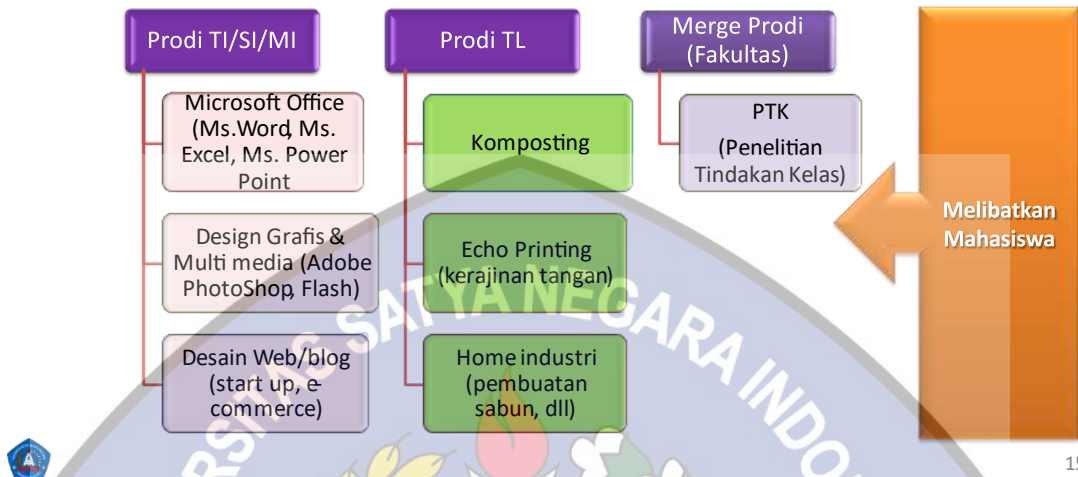 Prodi TI/SI/MI
Microsoft Office
(Ms.Word, Ms.
Excel, Ms. Power
Point
Design Grafis &
Multi media (Adobe
PhotoShop, Flash)
Desain Web/blog
(start up, e-
commerce)
Prodi TL
Komposting
Echo Printing
(kerajinan tangan)
Home industri
(pembuatan
sabun, dll)
Merge Prodi
(Fakultas)
PTK
(Penelitian
Tindakan Kelas)
Melibatkan
Mahasiswa
SATYA NEGARA
15